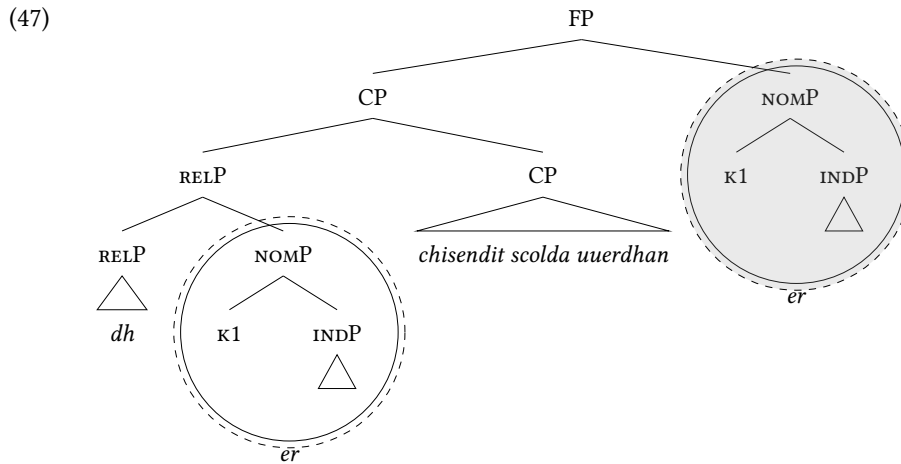 (47)
FP
CP
NOMP
RELP
CP
K1
INDP
RELP
NOMP
chisendit scolda uuerdhan
er
dh
K1
INDP
er